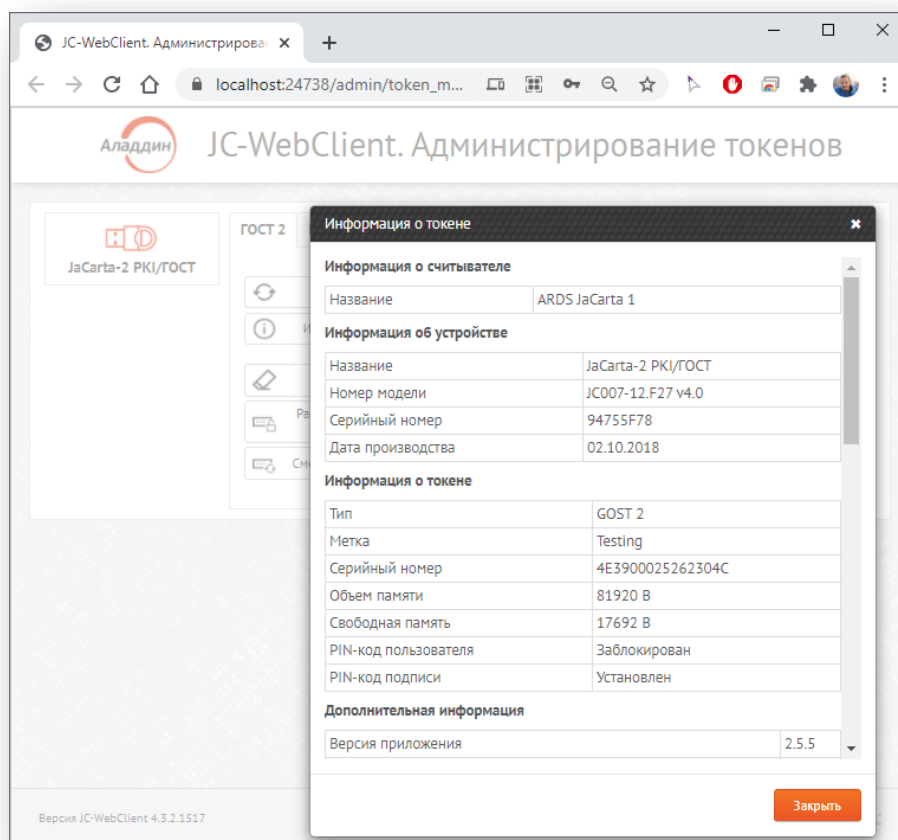 JC-WebClient. Администрирова
localhost:24738/admin/token_m...
Аладдин
JC-WebClient. Администрирование токенов
JaCarta-2 PKI/ГОСТ
ГОСТ 2
Информация о токене
Информация о считывателе
Название ARDS JaCarta 1
Информация об устройстве
Название JaCarta-2 PKI/ГОСТ
Номер модели JC007-12.F27 v4.0
Серийный номер 94755F78
Дата производства 02.10.2018
Информация о токене
Тип GOST 2
Метка Testing
Серийный номер 4E3900025262304C
Объем памяти 81920 В
Свободная память 17692 В
PIN-код пользователя Заблокирован
PIN-код подписи Установлен
Дополнительная информация
Версия приложения 2.5.5
Закрыть
Версия JC-WebClient 4.3.2.1517